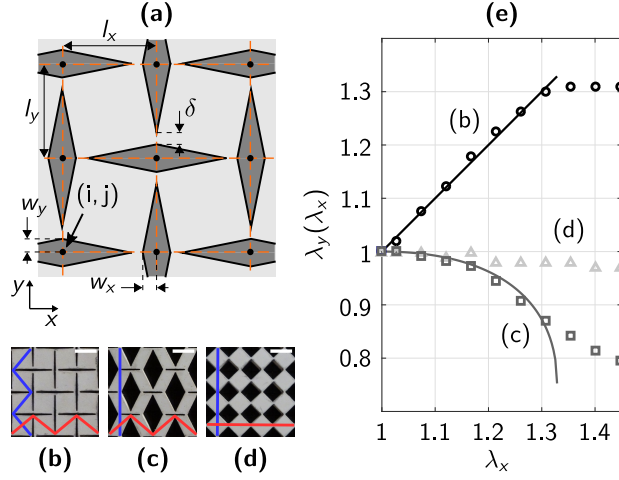 (a)
l_x
l_y
δ
(i, j)
w_y
w_x
y
x
(b)
(c)
(d)
(e)
λ_y(λ_x)
1.3
1.2
1.1
1
0.9
0.8
(b)
(d)
(c)
1
1.1
1.2
1.3
1.4
λ_x